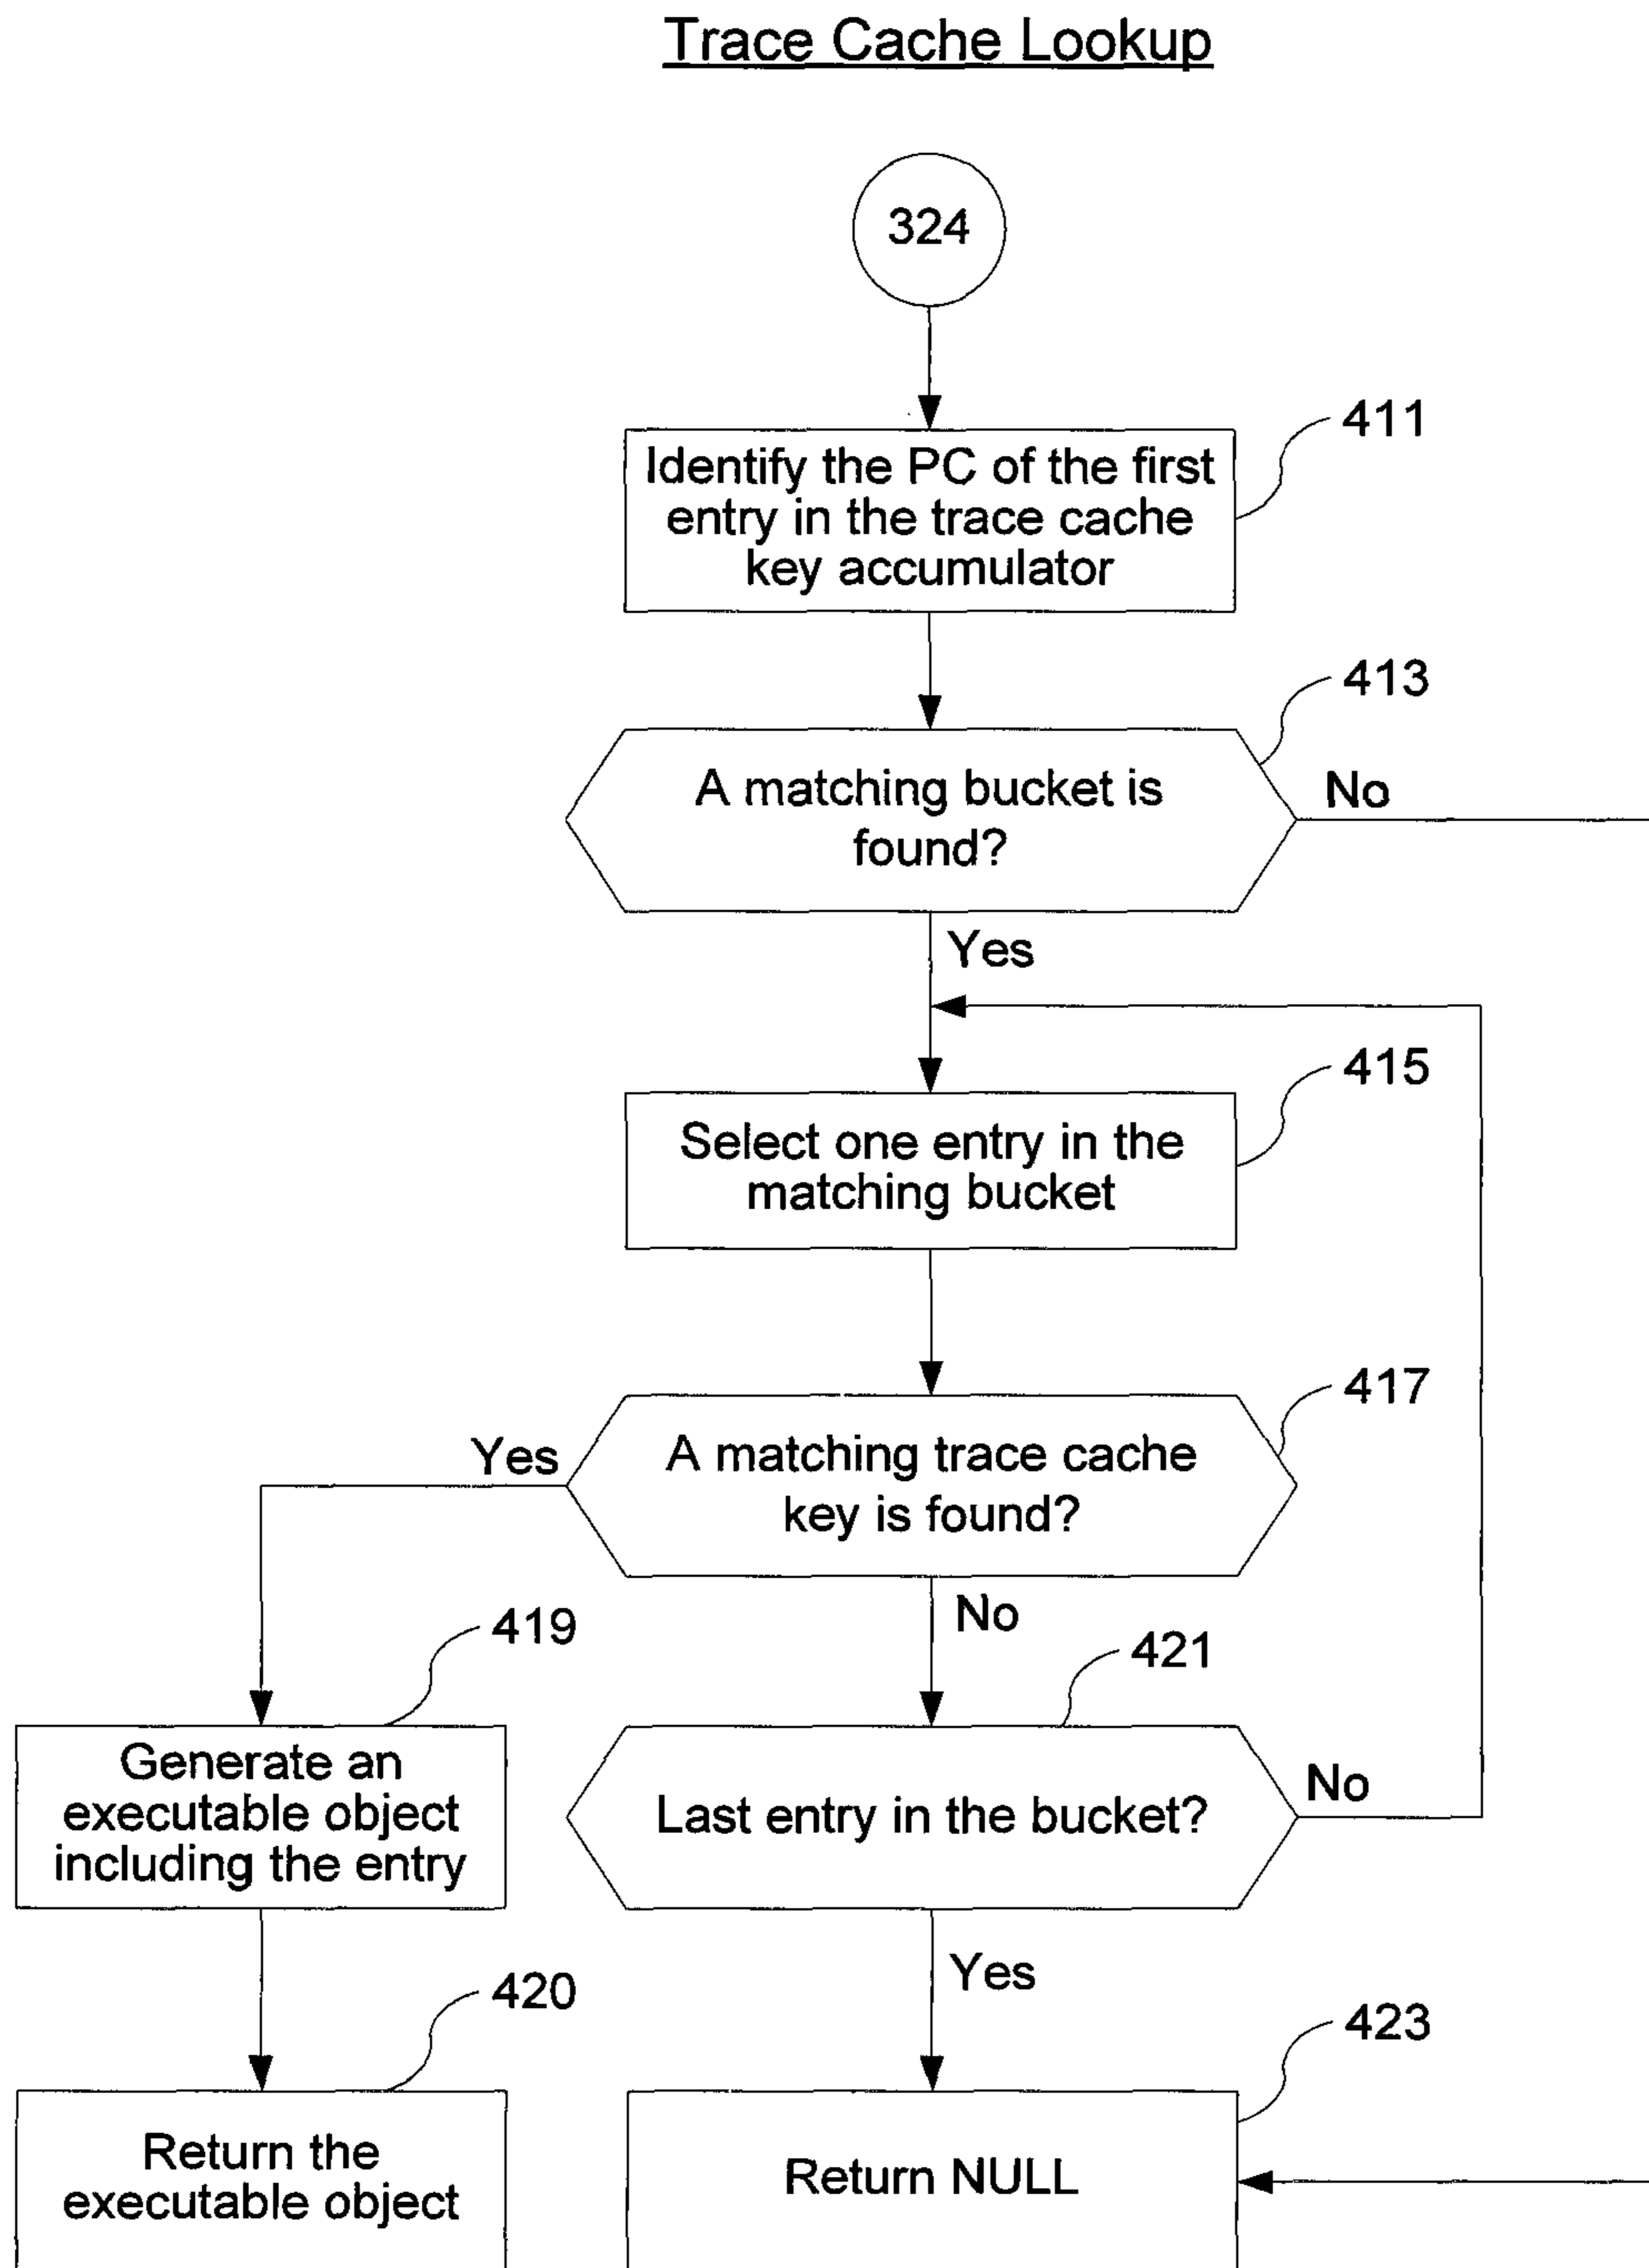 Trace Cache Lookup
324
411
Identify the PC of the first
entry in the trace cache
key accumulator
413
A matching bucket is
found?
No
Yes
415
Select one entry in the
matching bucket
417
A matching trace cache
key is found?
Yes
No
419
421
Generate an
executable object
including the entry
Last entry in the bucket?
No
Yes
420
423
Return the
executable object
Return NULL